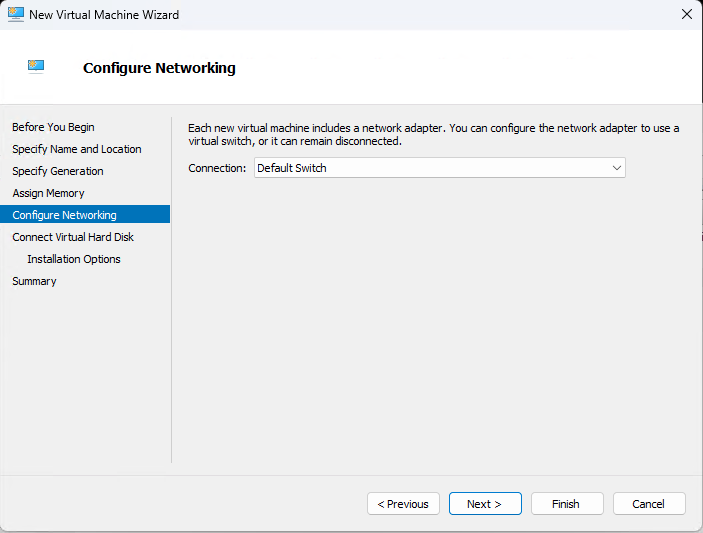 New Virtual Machine Wizard
Configure Networking
Before You Begin
Specify Name and Location
Specify Generation
Assign Memory
Configure Networking
Connect Virtual Hard Disk
Installation Options
Summary
Each new virtual machine includes a network adapter. You can configure the network adapter to use a
virtual switch, or it can remain disconnected.
Connection: Default Switch
< Previous
Next >
Finish
Cancel